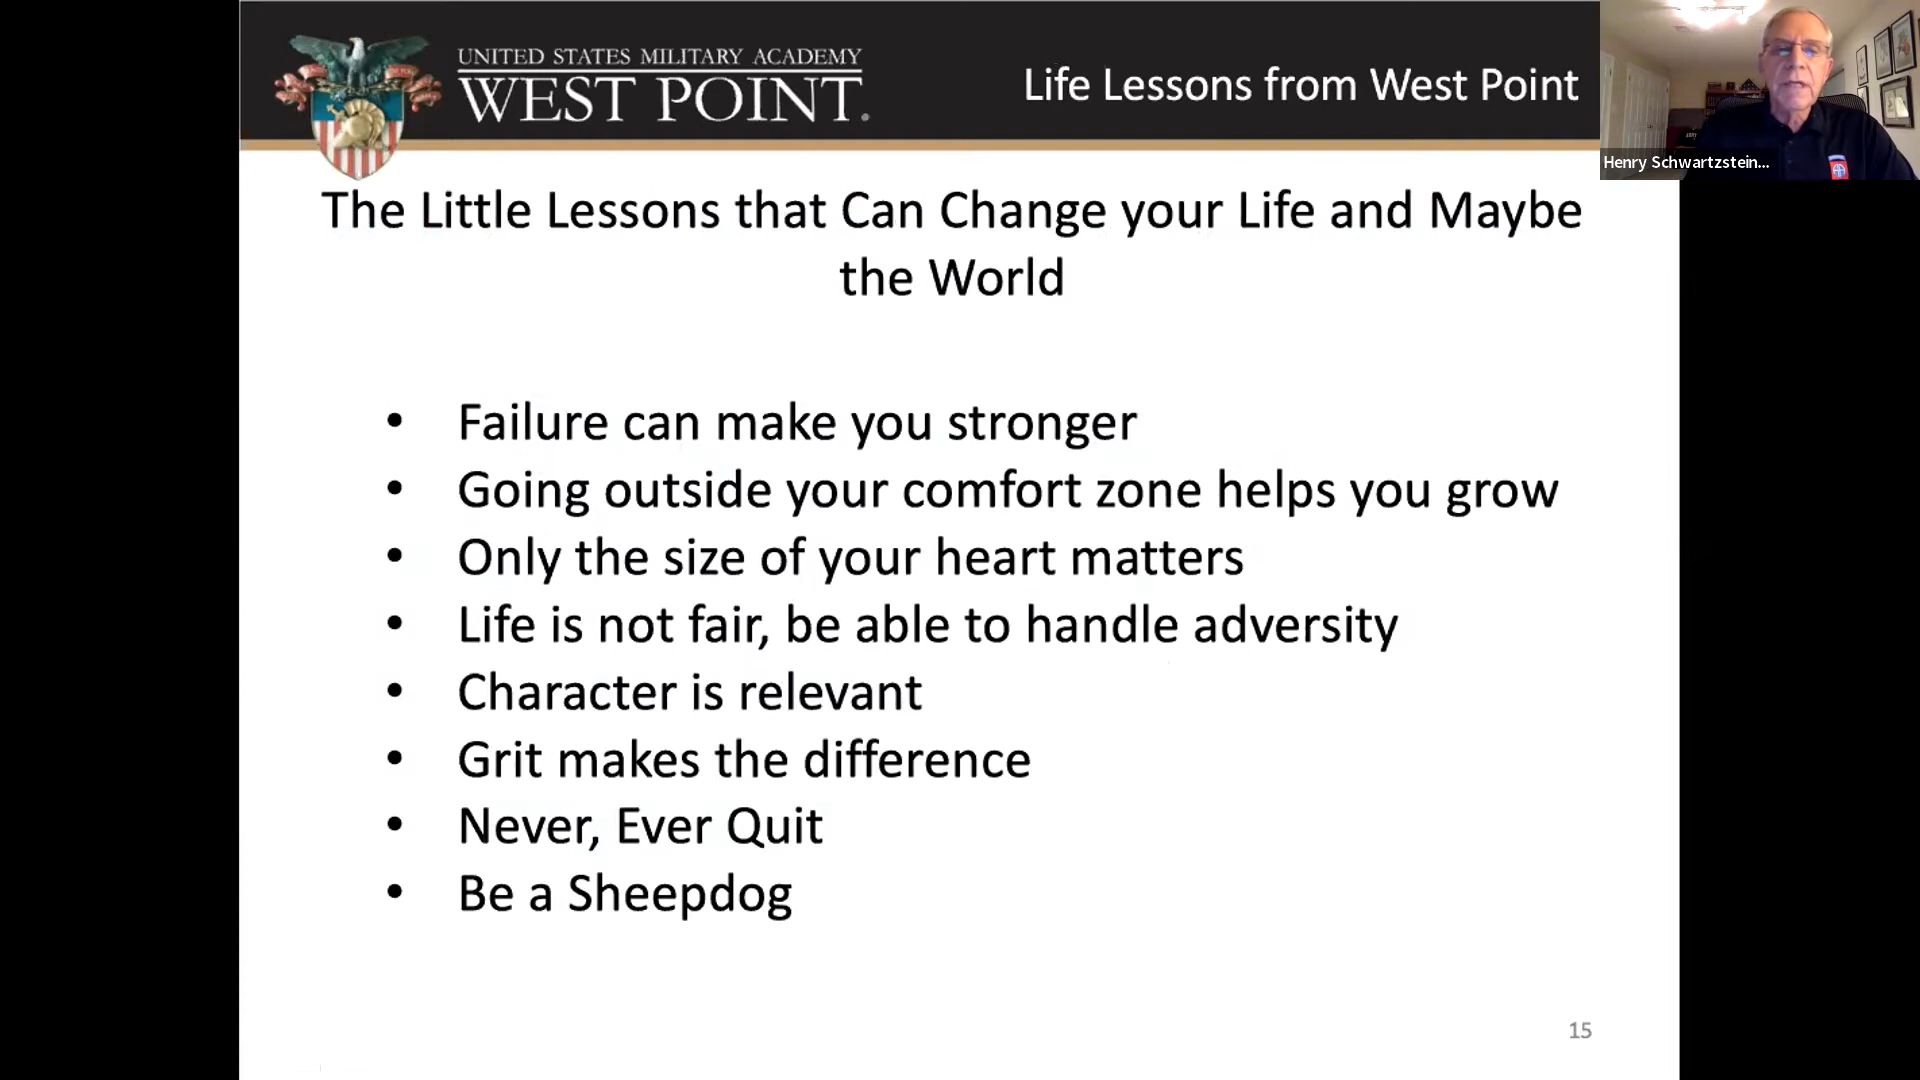 UNITED STATES MILITARY ACADEMY
WEST POINT.
Life Lessons from West Point
Henry Schwartzstein...
The Little Lessons that Can Change your Life and Maybe
the World
• Failure can make you stronger
• Going outside your comfort zone helps you grow
• Only the size of your heart matters
• Life is not fair, be able to handle adversity
• Character is relevant
• Grit makes the difference
• Never, Ever Quit
• Be a Sheepdog
15